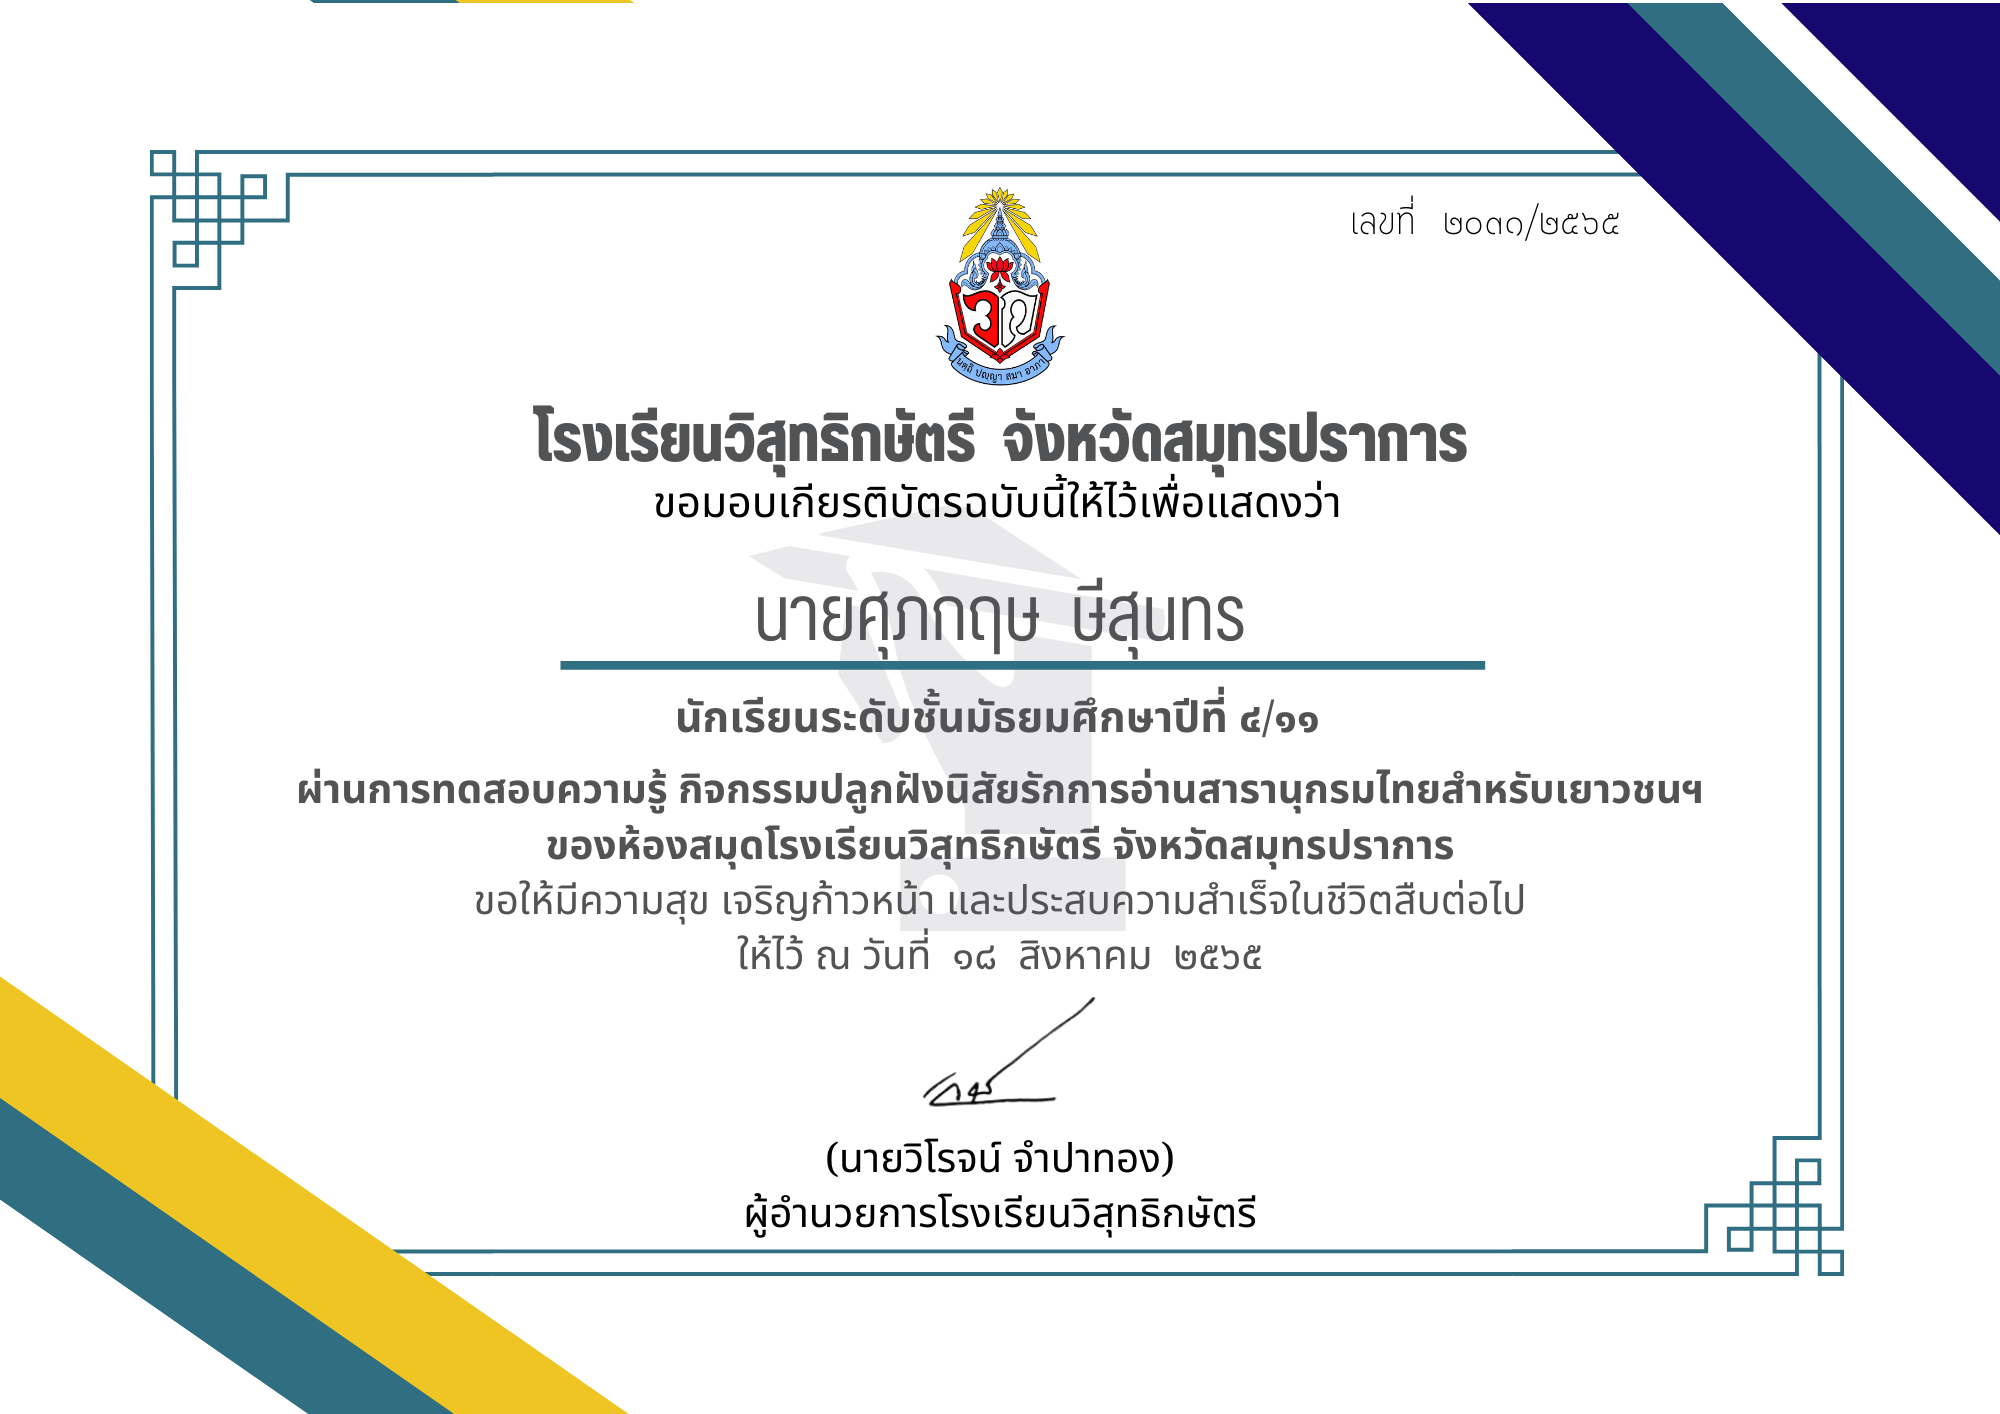 เลขที่ ๒๐๓๑/๒๕๖๕
วก
นตฺถิ ปญฺญา สมา อาภา
โรงเรียนวิสุทธิกษัตรี จังหวัดสมุทรปราการ
ขอมอบเกียรติบัตรฉบับนี้ให้ไว้เพื่อแสดงว่า
นายศุภกฤษ ษีสุนทร
นักเรียนระดับชั้นมัธยมศึกษาปีที่ ๔/๑๑
ผ่านการทดสอบความรู้ กิจกรรมปลูกฝังนิสัยรักการอ่านสารานุกรมไทยสำหรับเยาวชนฯ
ของห้องสมุดโรงเรียนวิสุทธิกษัตรี จังหวัดสมุทรปราการ
ขอให้มีความสุข เจริญก้าวหน้า และประสบความสำเร็จในชีวิตสืบต่อไป
ให้ไว้ ณ วันที่ ๑๘ สิงหาคม ๒๕๖๕
(นายวิโรจน์ จำปาทอง)
ผู้อำนวยการโรงเรียนวิสุทธิกษัตรี